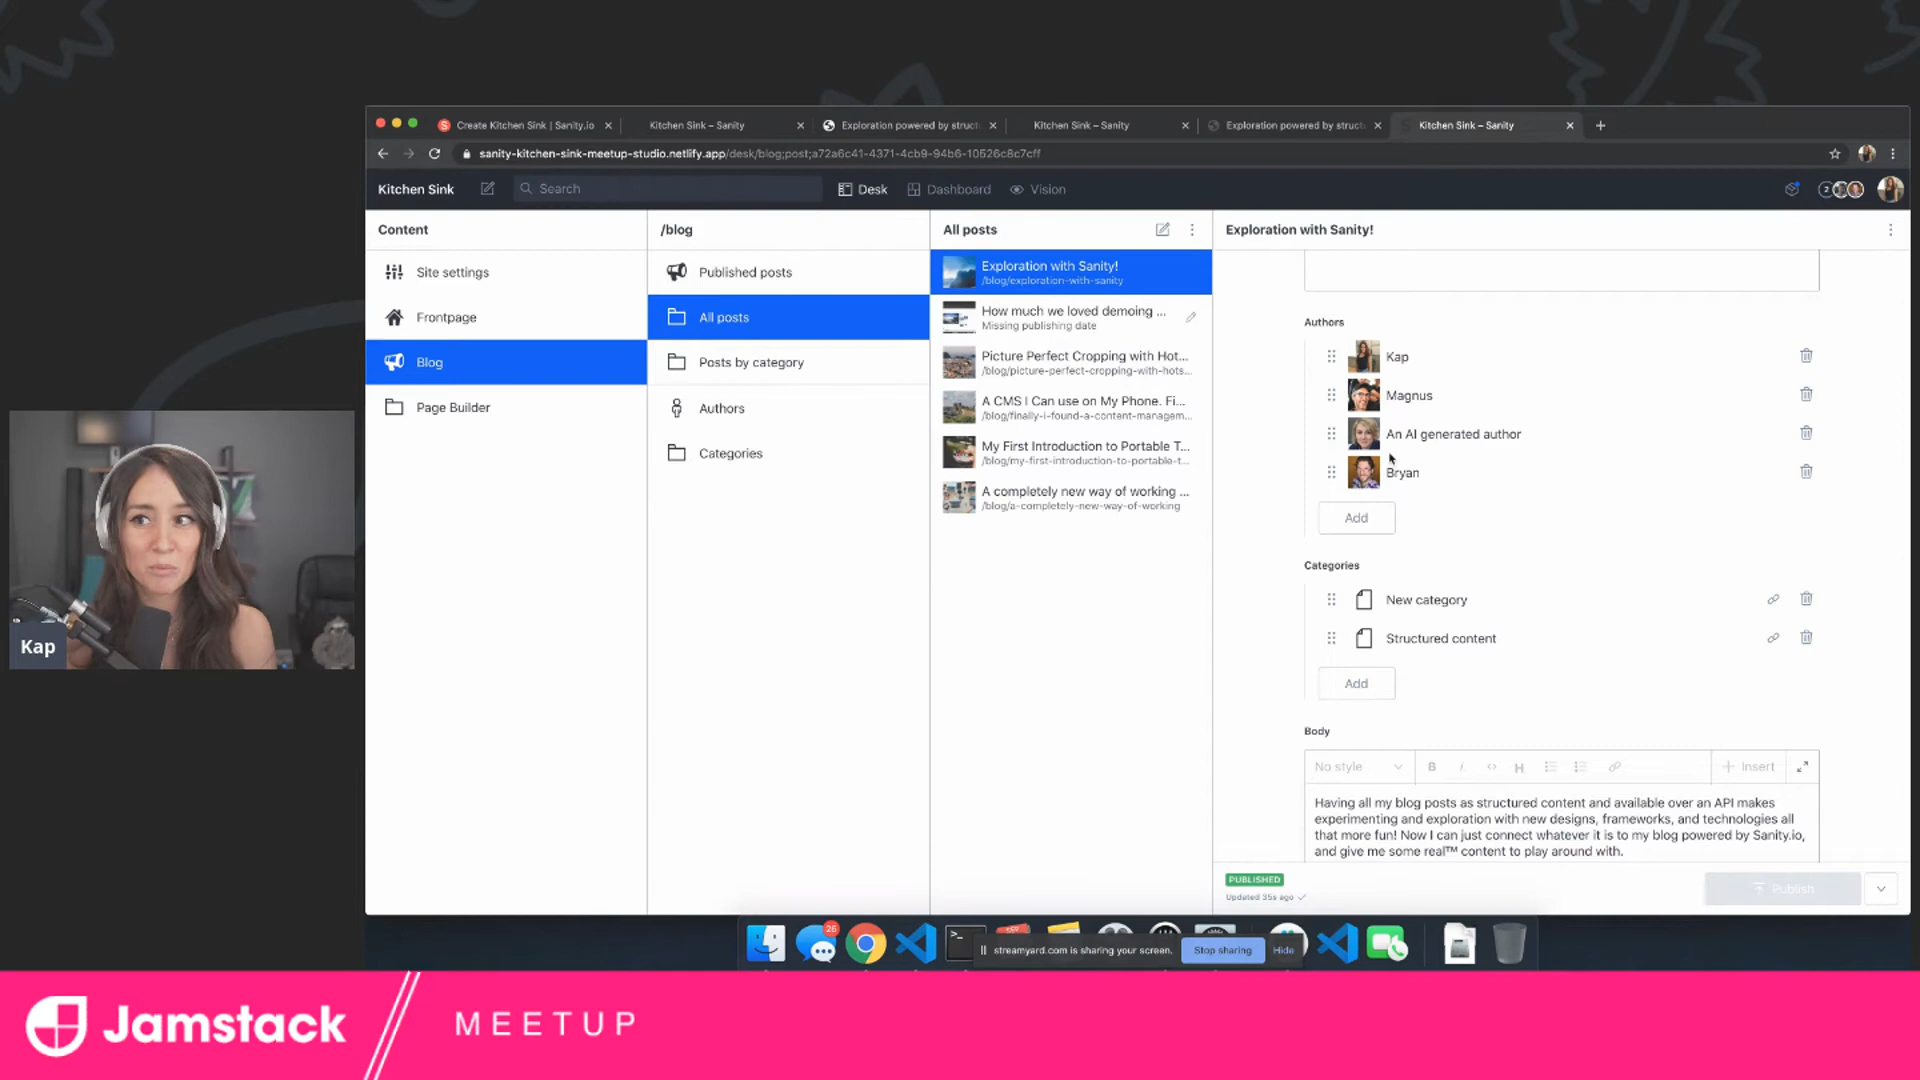 Create Kitchen Sink | Sanity.io
Kitchen Sink – Sanity
Exploration powered by struct
Kitchen Sink – Sanity
Exploration powered by struct
Kitchen Sink – Sanity
sanity-kitchen-sink-meetup-studio.netlify.app/desk/blog;post;a72a6c41-4371-4cb9-94b6-10526c8c7cff
Kitchen Sink
Search
Desk
Dashboard
Vision
2
Content
Site settings
Frontpage
Blog
Page Builder
/blog
Published posts
All posts
Posts by category
Authors
Categories
All posts
Exploration with Sanity!
/blog/exploration-with-sanity
How much we loved demoing ...
Missing publishing date
Picture Perfect Cropping with Hot...
/blog/picture-perfect-cropping-with-hots...
A CMS I Can use on My Phone. Fi...
/blog/finally-i-found-a-content-managem...
My First Introduction to Portable T...
/blog/my-first-introduction-to-portable-t...
A completely new way of working ...
/blog/a-completely-new-way-of-working
Exploration with Sanity!
Authors
Kap
Magnus
An AI generated author
Bryan
Add
Categories
New category
Structured content
Add
Body
No style
B
i
H
Insert
Having all my blog posts as structured content and available over an API makes
experimenting and exploration with new designs, frameworks, and technologies all
that more fun! Now I can just connect whatever it is to my blog powered by Sanity.io,
and give me some real™ content to play around with.
PUBLISHED
Updated 35s ago
Publish
Kap
26
streamyard.com is sharing your screen.
Stop sharing
Hide
Jamstack
MEETUP